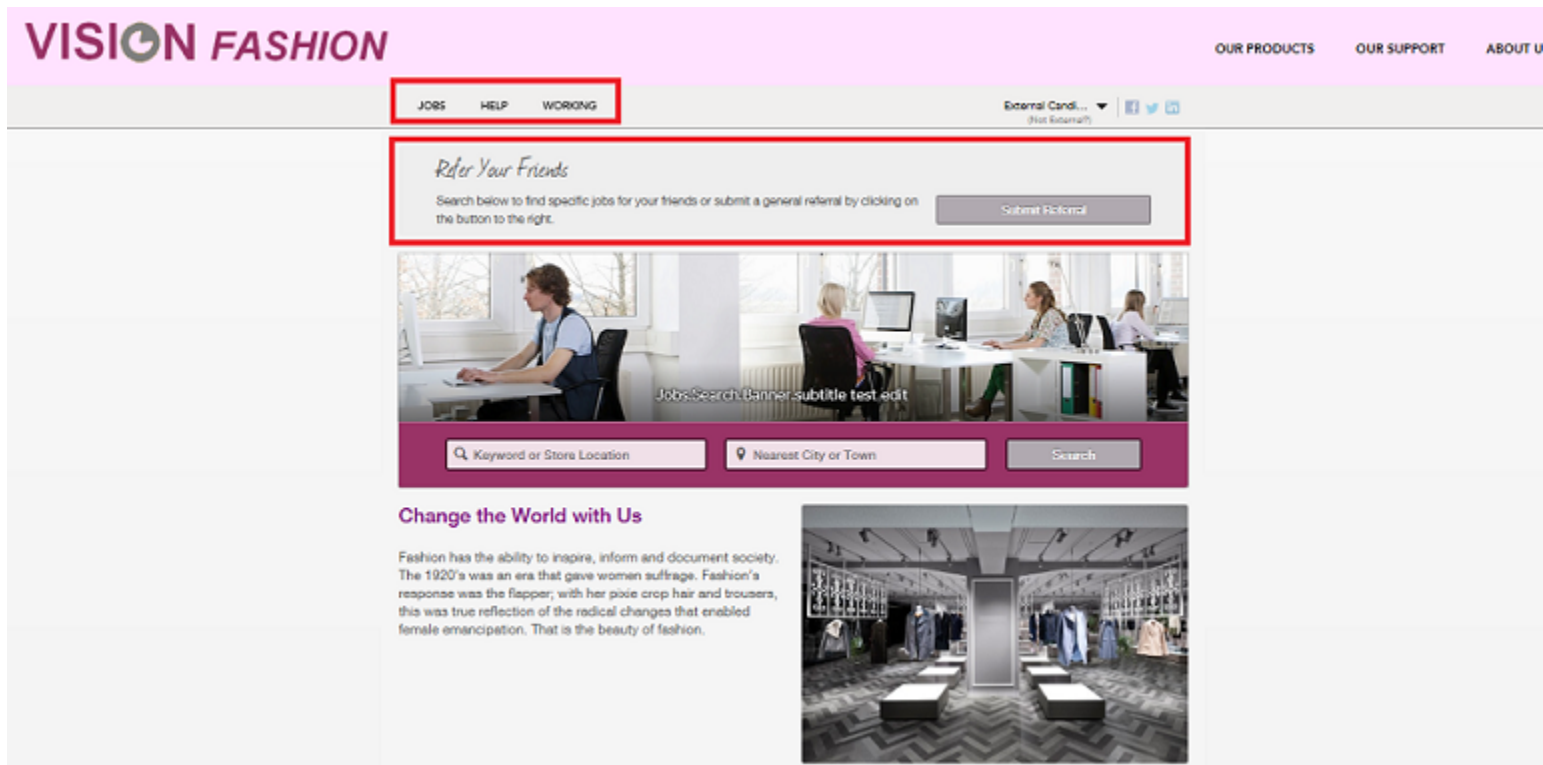 VISION FASHION
OUR PRODUCTS OUR SUPPORT ABOUT U
JOBS HELP WORKING
External Candi...
(Not External?)
Refer Your Friends
Search below to find specific jobs for your friends or submit a general referral by clicking on
the button to the right.
Submit Referral
Jobs.Search.Banner.subtitle test edit
Keyword or Store Location
Nearest City or Town
Search
Change the World with Us
Fashion has the ability to inspire, inform and document society.
The 1920's was an era that gave women suffrage. Fashion's
response was the flapper; with her pixie crop hair and trousers,
this was true reflection of the radical changes that enabled
female emancipation. That is the beauty of fashion.